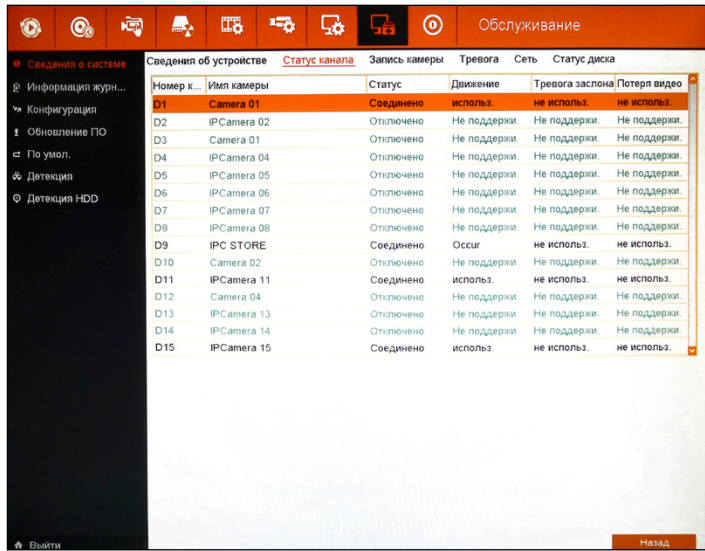 Обслуживание
Сведения о системе
Информация журн...
Конфигурация
Обновление ПО
По умол.
Детекция
Детекция HDD
Выйти
Сведения об устройстве Статус канала Запись камеры Тревога Сеть Статус диска
Номер к... Имя камеры Статус Движение Тревога заслона Потеря видео
D1 Camera 01 Соединено использ. не использ. не использ.
D2 IPCamera 02 Отключено Не поддержи. Не поддержи. Не поддержи.
D3 Camera 01 Отключено Не поддержи. Не поддержи. Не поддержи.
D4 IPCamera 04 Отключено Не поддержи. Не поддержи. Не поддержи.
D5 IPCamera 05 Отключено Не поддержи. Не поддержи. Не поддержи.
D6 IPCamera 06 Отключено Не поддержи. Не поддержи. Не поддержи.
D7 IPCamera 07 Отключено Не поддержи. Не поддержи. Не поддержи.
D8 IPCamera 08 Отключено Не поддержи. Не поддержи. Не поддержи.
D9 IPC STORE Соединено Occur не использ. не использ.
D10 Camera 02 Отключено Не поддержи. Не поддержи. Не поддержи.
D11 IPCamera 11 Соединено использ. не использ. не использ.
D12 Camera 04 Отключено Не поддержи. Не поддержи. Не поддержи.
D13 IPCamera 13 Отключено Не поддержи. Не поддержи. Не поддержи.
D14 IPCamera 14 Отключено Не поддержи. Не поддержи. Не поддержи.
D15 IPCamera 15 Соединено использ. не использ. не использ.
Назад